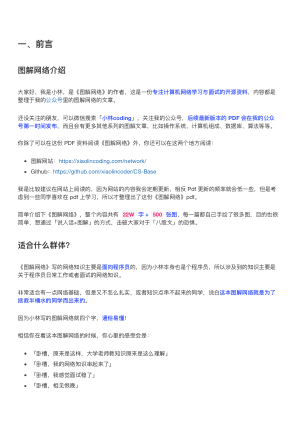 一、前言
图解网络介绍
大家好，我是小林，是《图解网络》的作者，这是一份专注计算机网络学习与面试的开源资料，内容都是
整理于我的公众号里的图解网络的文章。
还没关注的朋友，可以微信搜索「小林coding」，关注我的公众号，后续最新版本的 PDF 会在我的公众
号第一时间发布，而且会有更多其他系列的图解文章，比如操作系统、计算机组成、数据库、算法等等。
你除了可以在这份 PDF 资料阅读《图解网络》外，你还可以在这两个地方阅读：
图解网站：https://xiaolincoding.com/network/
Github：https://github.com/xiaolincoder/CS-Base
我是比较建议在网站上阅读的，因为网站的内容我会定期更新，相反 Pdf 更新的频率就会低一些，但是考
虑到一些同学喜欢在 pdf 上学习，所以才整理出了这份《图解网络》pdf。
简单介绍下《图解网络》，整个内容共有 22W 字 + 500 张图，每一篇都自己手绘了很多图，目的也很
简单，想通过「说人话+图解」的方式，击破大家对于「八股文」的恐惧。
适合什么群体？
《图解网络》写的网络知识主要是面向程序员的，因为小林本身也是个程序员，所以涉及到的知识主要是
关于程序员日常工作或者面试的网络知识。
非常适合有一点网络基础，但是又不怎么扎实，或者知识点串不起来的同学，说白这本图解网络就是为了
拯救半桶水的同学而出来的。
因为小林写的图解网络就四个字，通俗易懂！
相信你在看这本图解网络的时候，你心里的感受会是：
「卧槽，原来是这样，大学老师教知识原来是这么理解」
「卧槽，我的网络知识串起来了」
「卧槽，我感觉面试稳了」
「卧槽，相见恨晚」